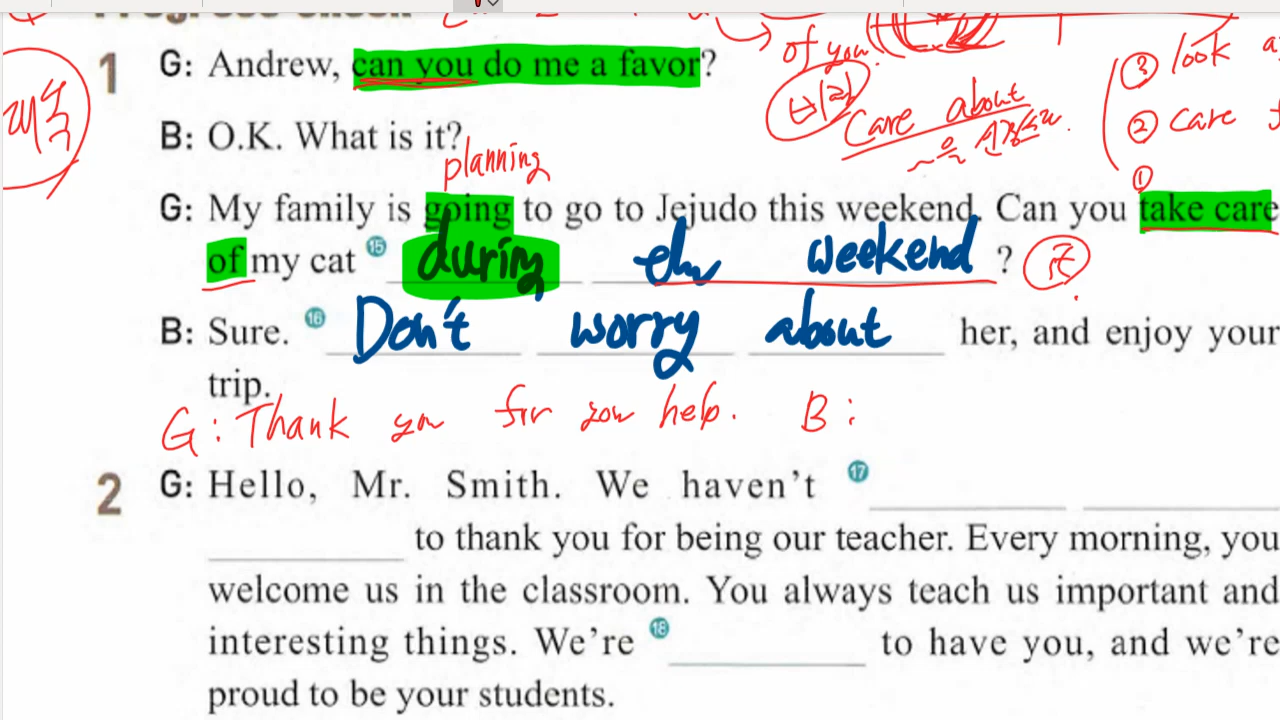 of you.
③ look
Care about
② care
~을 신경쓰다.
1 G: Andrew, can you do me a favor?
B: O.K. What is it?
planning
①
G: My family is going to go to Jejudo this weekend. Can you take care
of my cat ⑮ during the weekend ?
B: Sure. ⑯ Don't worry about her, and enjoy your
trip.
G: Thank you for your help. B:
2 G: Hello, Mr. Smith. We haven't ⑰
to thank you for being our teacher. Every morning, you
welcome us in the classroom. You always teach us important and
interesting things. We're ⑱ to have you, and we're
proud to be your students.